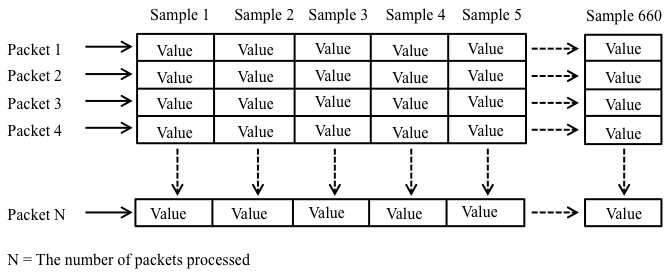 Sample 1 Sample 2 Sample 3 Sample 4 Sample 5 Sample 660
Packet 1 Value Value Value Value Value Value
Packet 2 Value Value Value Value Value Value
Packet 3 Value Value Value Value Value Value
Packet 4 Value Value Value Value Value Value
Packet N Value Value Value Value Value Value
N = The number of packets processed